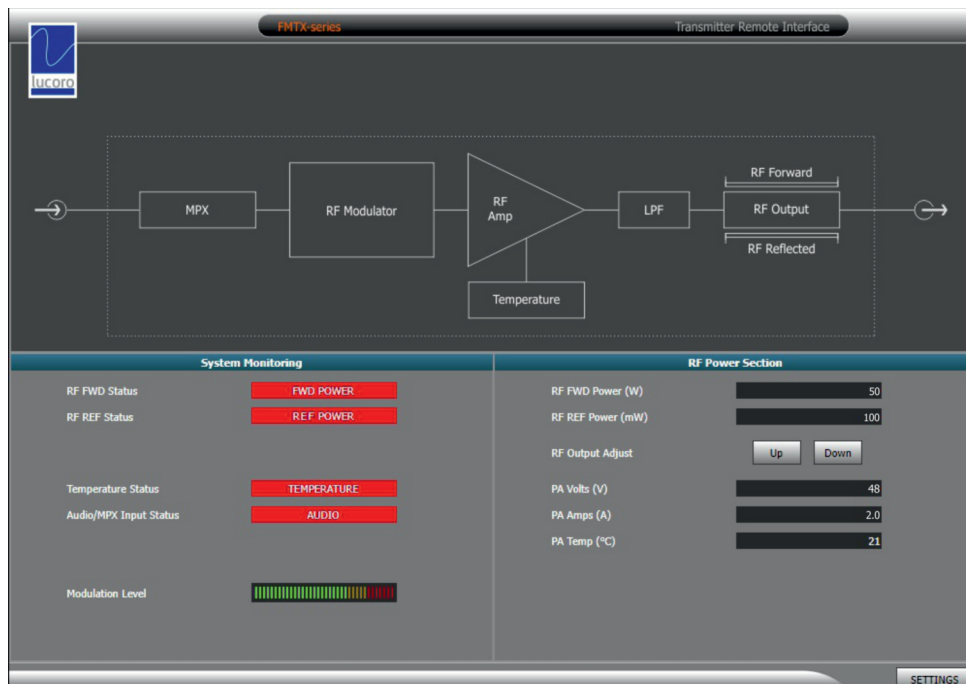 FMTX-series
Transmitter Remote Interface
lucoro
RF Forward
MPX
RF Modulator
RF
Amp
LPF
RF Output
RF Reflected
Temperature
System Monitoring
RF FWD Status
FWD POWER
RF REF Status
REF POWER
Temperature Status
TEMPERATURE
Audio/MPX Input Status
AUDIO
Modulation Level
RF Power Section
RF FWD Power (W)
50
RF REF Power (mW)
100
RF Output Adjust
Up
Down
PA Volts (V)
48
PA Amps (A)
2.0
PA Temp (°C)
21
SETTINGS